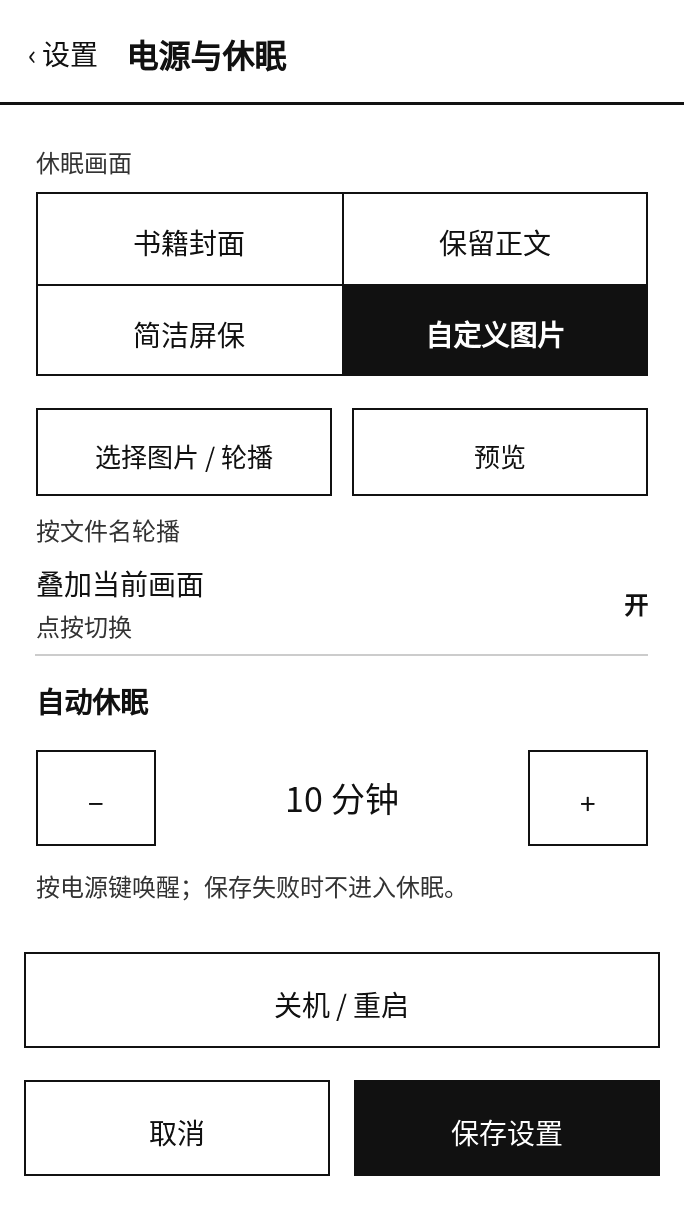 ‹ 设置 电源与休眠
休眠画面
书籍封面 保留正文
简洁屏保 自定义图片
选择图片 / 轮播 预览
按文件名轮播
叠加当前画面
点按切换
开
自动休眠
− 10 分钟 +
按电源键唤醒；保存失败时不进入休眠。
关机 / 重启
取消 保存设置